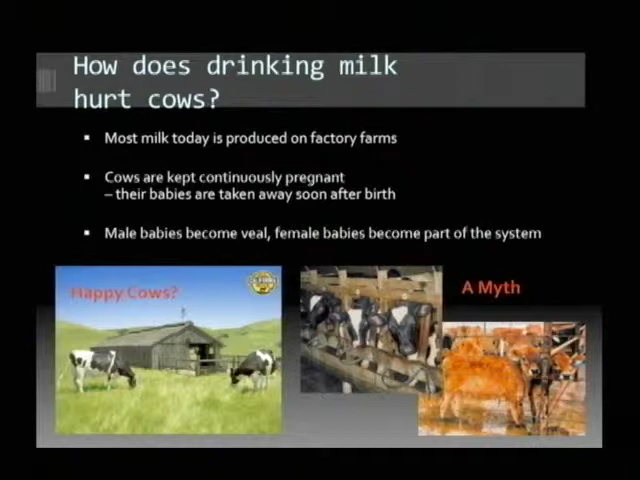 How does drinking milk
hurt cows?
Most milk today is produced on factory farms
Cows are kept continuously pregnant
– their babies are taken away soon after birth
Male babies become veal, female babies become part of the system
Happy Cows?
A Myth